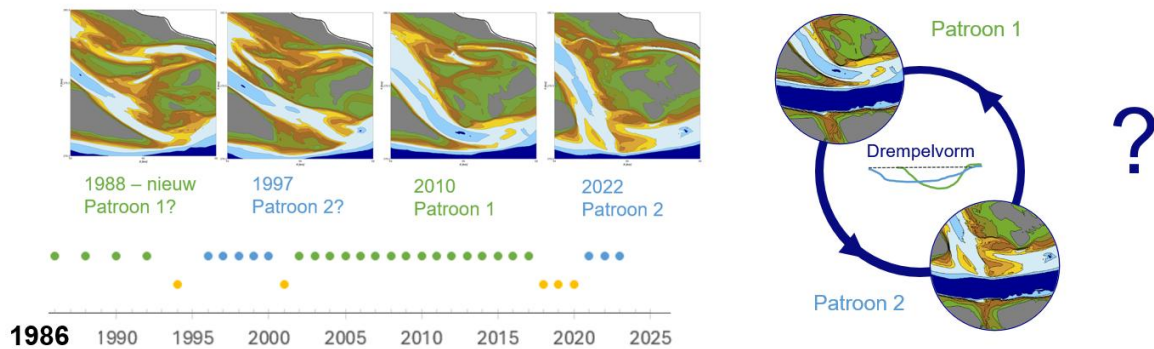 1988 – nieuw
Patroon 1?
1997
Patroon 2?
2010
Patroon 1
2022
Patroon 2
1986
1990
1995
2000
2005
2010
2015
2020
2025
Patroon 1
Drempelvorm
Patroon 2
?